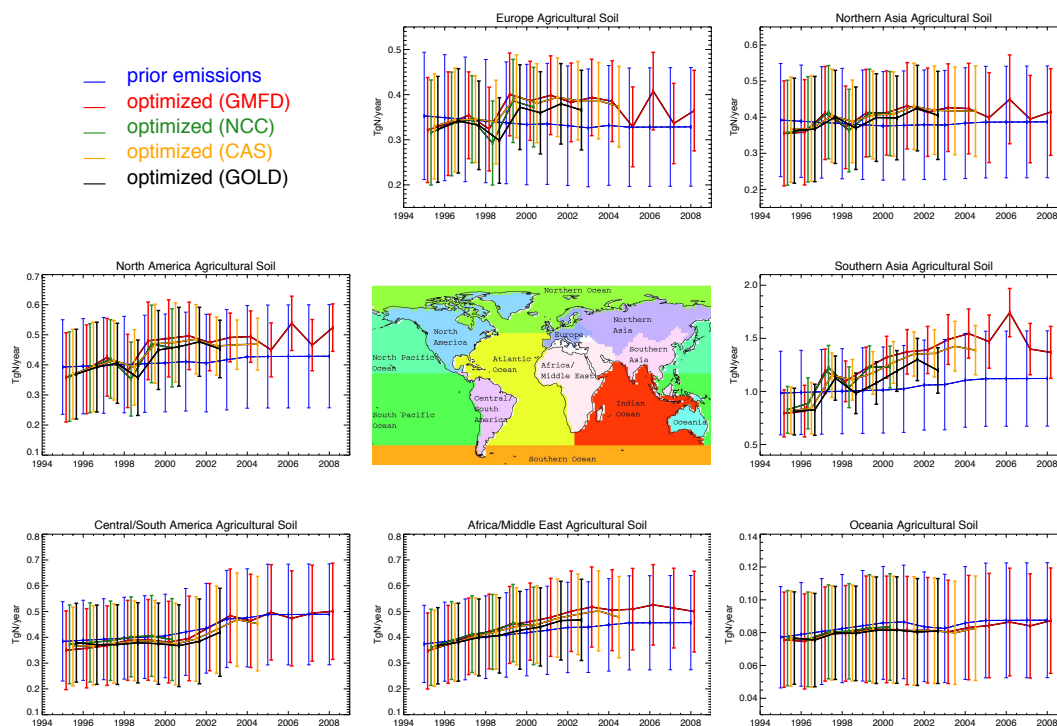 Europe Agricultural Soil
TgN/year
0.5
0.4
0.3
0.2
1994 1996 1998 2000 2002 2004 2006 2008
Northern Asia Agricultural Soil
TgN/year
0.6
0.5
0.4
0.3
0.2
1994 1996 1998 2000 2002 2004 2006 2008
prior emissions
optimized (GMFD)
optimized (NCC)
optimized (CAS)
optimized (GOLD)
North America Agricultural Soil
TgN/year
0.7
0.6
0.5
0.4
0.3
0.2
0.1
1994 1996 1998 2000 2002 2004 2006 2008
Northern Ocean
North
America
Northern
Asia
Europe
Southern
Asia
North Pacific
Ocean
Atlantic
Ocean
Africa/
Middle East
Central/
South
America
South Pacific
Ocean
Indian
Ocean
Oceania
Southern Ocean
Southern Asia Agricultural Soil
TgN/year
2.0
1.5
1.0
0.5
1994 1996 1998 2000 2002 2004 2006 2008
Central/South America Agricultural Soil
TgN/year
0.8
0.7
0.6
0.5
0.4
0.3
0.2
0.1
1994 1996 1998 2000 2002 2004 2006 2008
Africa/Middle East Agricultural Soil
TgN/year
0.8
0.7
0.6
0.5
0.4
0.3
0.2
0.1
1994 1996 1998 2000 2002 2004 2006 2008
Oceania Agricultural Soil
TgN/year
0.14
0.12
0.10
0.08
0.06
0.04
1994 1996 1998 2000 2002 2004 2006 2008